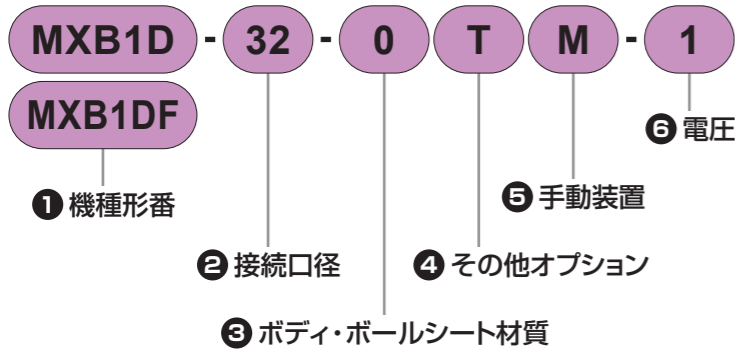 MXB1D - 32 - 0 T M - 1
MXB1DF
❻ 電圧
❶ 機種形番
❺ 手動装置
❷ 接続口径
❹ その他オプション
❸ ボディ・ボールシート材質